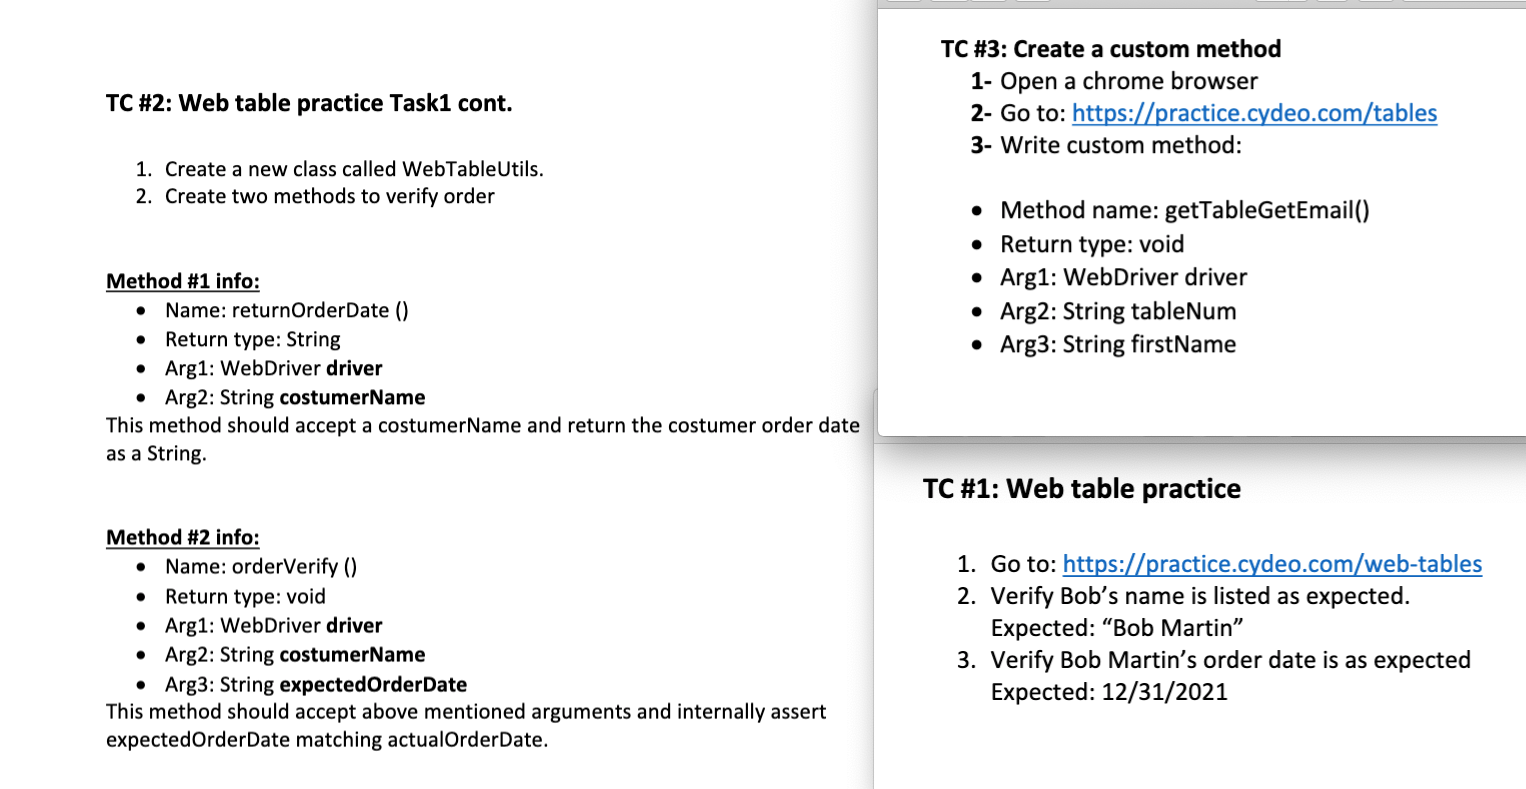 TC #2: Web table practice Task1 cont.
1. Create a new class called WebTableUtils.
2. Create two methods to verify order
Method #1 info:
• Name: returnOrderDate ()
• Return type: String
• Arg1: WebDriver driver
• Arg2: String costumerName
This method should accept a costumerName and return the costumer order date
as a String.
Method #2 info:
• Name: orderVerify ()
• Return type: void
• Arg1: WebDriver driver
• Arg2: String costumerName
• Arg3: String expectedOrderDate
This method should accept above mentioned arguments and internally assert
expectedOrderDate matching actualOrderDate.
TC #3: Create a custom method
1- Open a chrome browser
2- Go to: https://practice.cydeo.com/tables
3- Write custom method:
• Method name: getTableGetEmail()
• Return type: void
• Arg1: WebDriver driver
• Arg2: String tableNum
• Arg3: String firstName
TC #1: Web table practice
1. Go to: https://practice.cydeo.com/web-tables
2. Verify Bob’s name is listed as expected.
Expected: “Bob Martin”
3. Verify Bob Martin’s order date is as expected
Expected: 12/31/2021